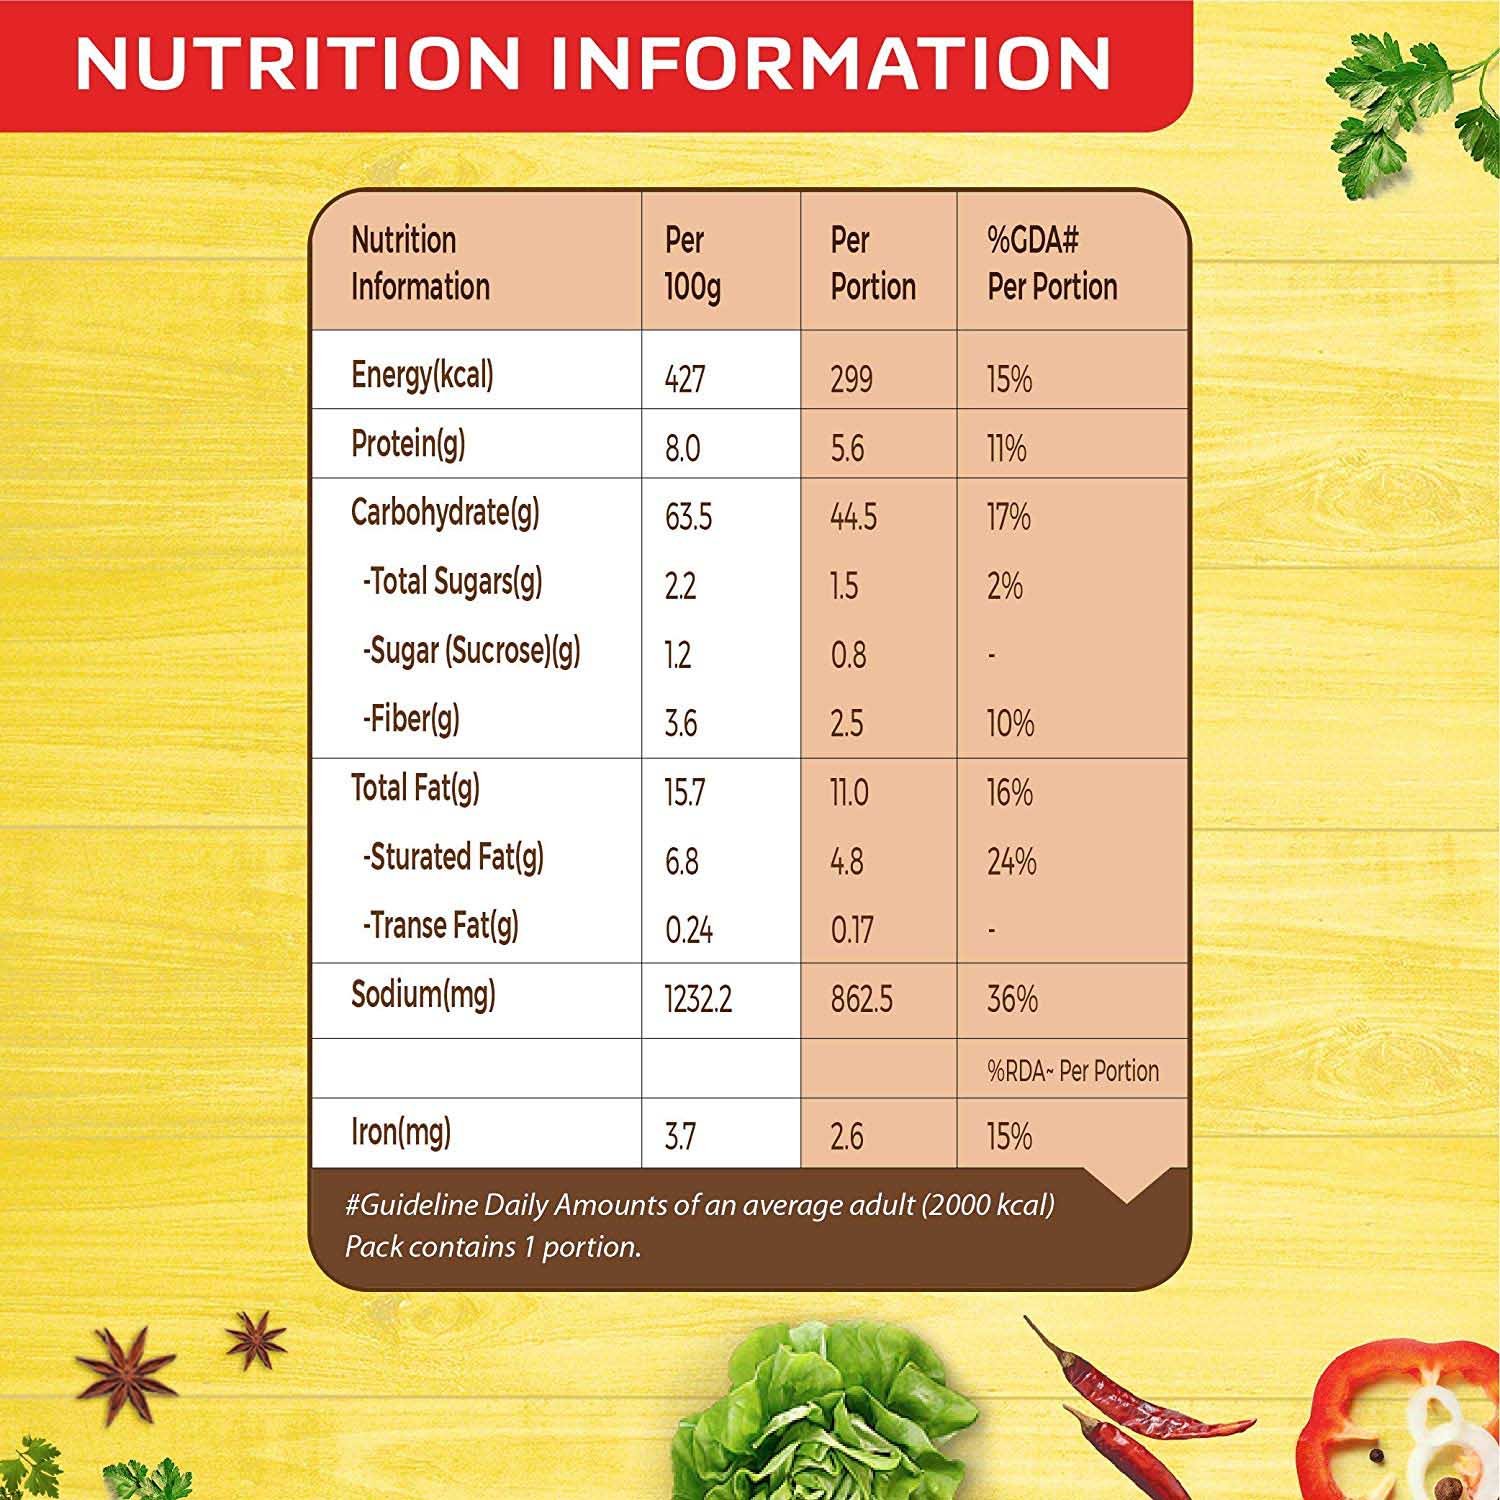 NUTRITION INFORMATION
Nutrition Information Per 100g Per Portion %GDA# Per Portion
Energy(kcal) 427 299 15%
Protein(g) 8.0 5.6 11%
Carbohydrate(g) 63.5 44.5 17%
-Total Sugars(g) 2.2 1.5 2%
-Sugar (Sucrose)(g) 1.2 0.8 -
-Fiber(g) 3.6 2.5 10%
Total Fat(g) 15.7 11.0 16%
-Sturated Fat(g) 6.8 4.8 24%
-Transe Fat(g) 0.24 0.17 -
Sodium(mg) 1232.2 862.5 36%
%RDA~ Per Portion
Iron(mg) 3.7 2.6 15%
#Guideline Daily Amounts of an average adult (2000 kcal)
Pack contains 1 portion.